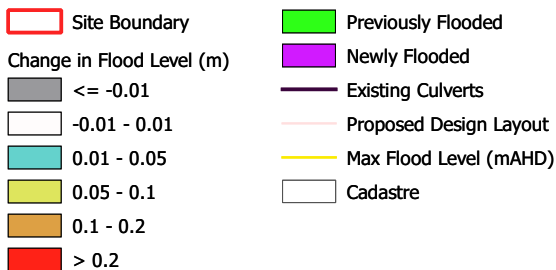 Site Boundary
Change in Flood Level (m)
<= -0.01
-0.01 - 0.01
0.01 - 0.05
0.05 - 0.1
0.1 - 0.2
> 0.2
Previously Flooded
Newly Flooded
Existing Culverts
Proposed Design Layout
Max Flood Level (mAHD)
Cadastre